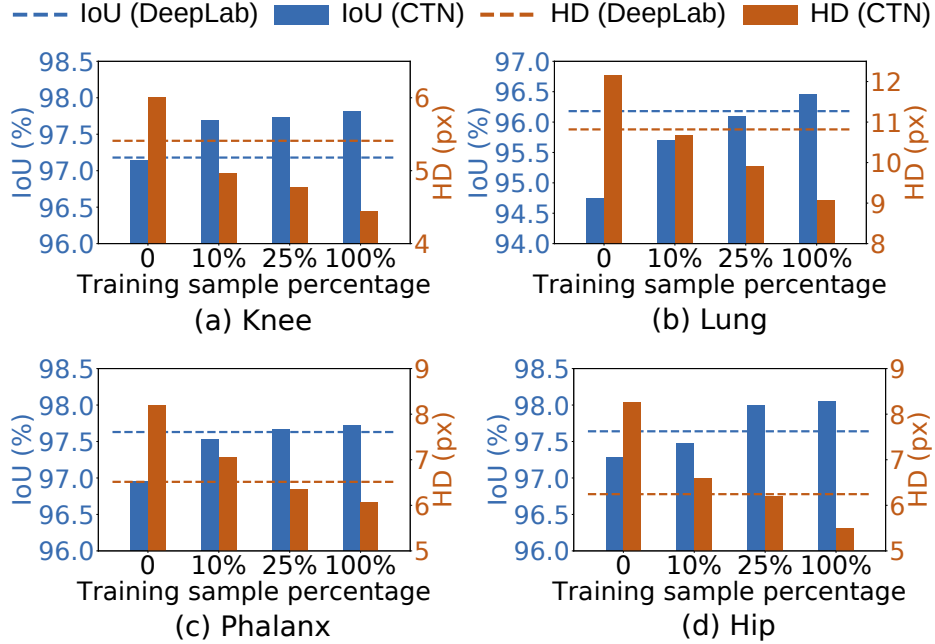 IoU (DeepLab) IoU (CTN) HD (DeepLab) HD (CTN)
98.5
98.0
97.5
97.0
96.5
96.0
IoU (%)
6
5
4
HD (px)
0 10% 25% 100%
Training sample percentage
(a) Knee
97.0
96.5
96.0
95.5
95.0
94.5
94.0
IoU (%)
12
11
10
9
8
HD (px)
0 10% 25% 100%
Training sample percentage
(b) Lung
98.5
98.0
97.5
97.0
96.5
96.0
IoU (%)
9
8
7
6
5
HD (px)
0 10% 25% 100%
Training sample percentage
(c) Phalanx
98.5
98.0
97.5
97.0
96.5
96.0
IoU (%)
9
8
7
6
5
HD (px)
0 10% 25% 100%
Training sample percentage
(d) Hip